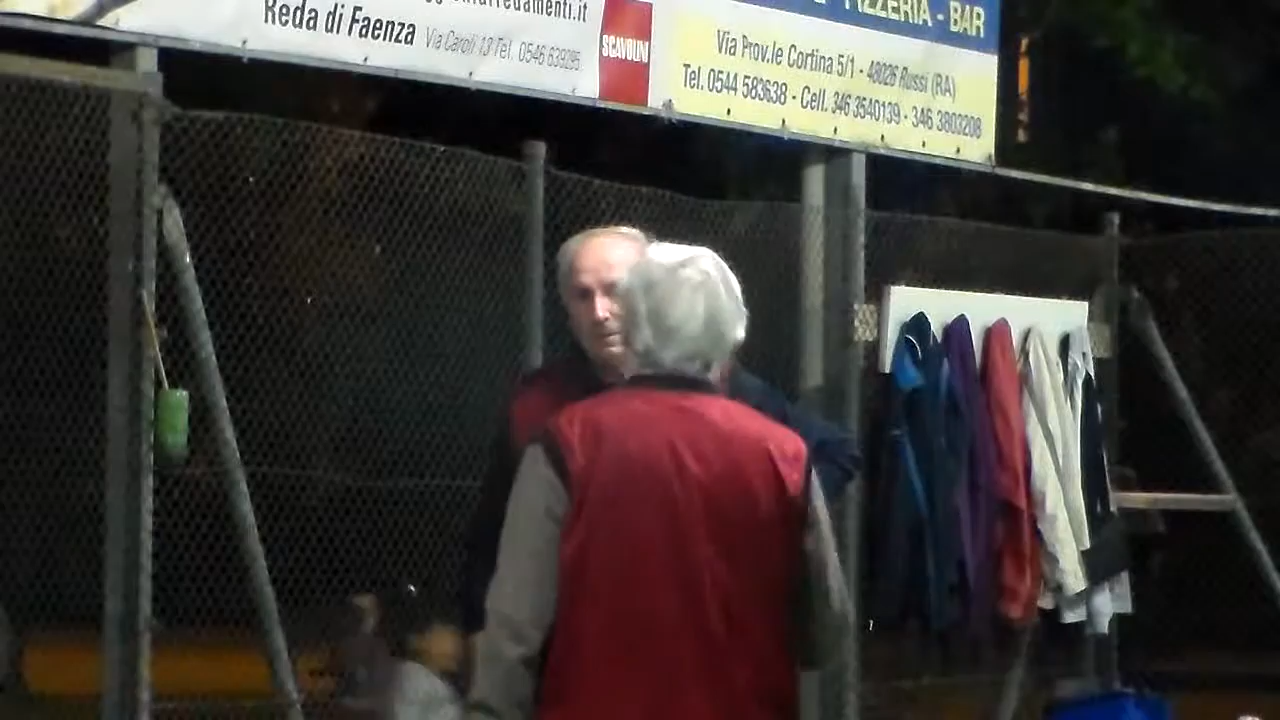 Reda di Faenza Via Caroli 13 Tel. 0546 639295
SCAVOLINI
PIZZERIA - BAR
Via Prov.le Cortina 5/1 - 48026 Russi (RA)
Tel. 0544 583638 - Cell. 346 3540139 - 346 3803208